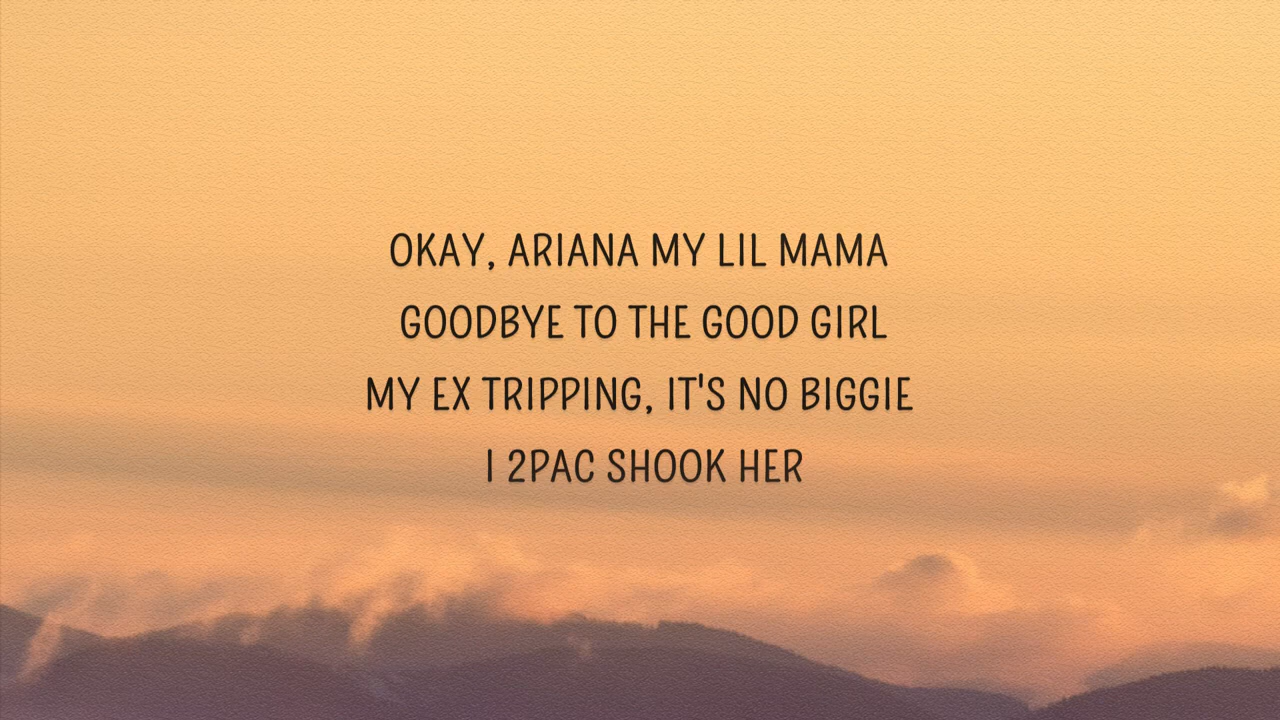 OKAY, ARIANA MY LIL MAMA
GOODBYE TO THE GOOD GIRL
MY EX TRIPPING, IT'S NO BIGGIE
I 2PAC SHOOK HER